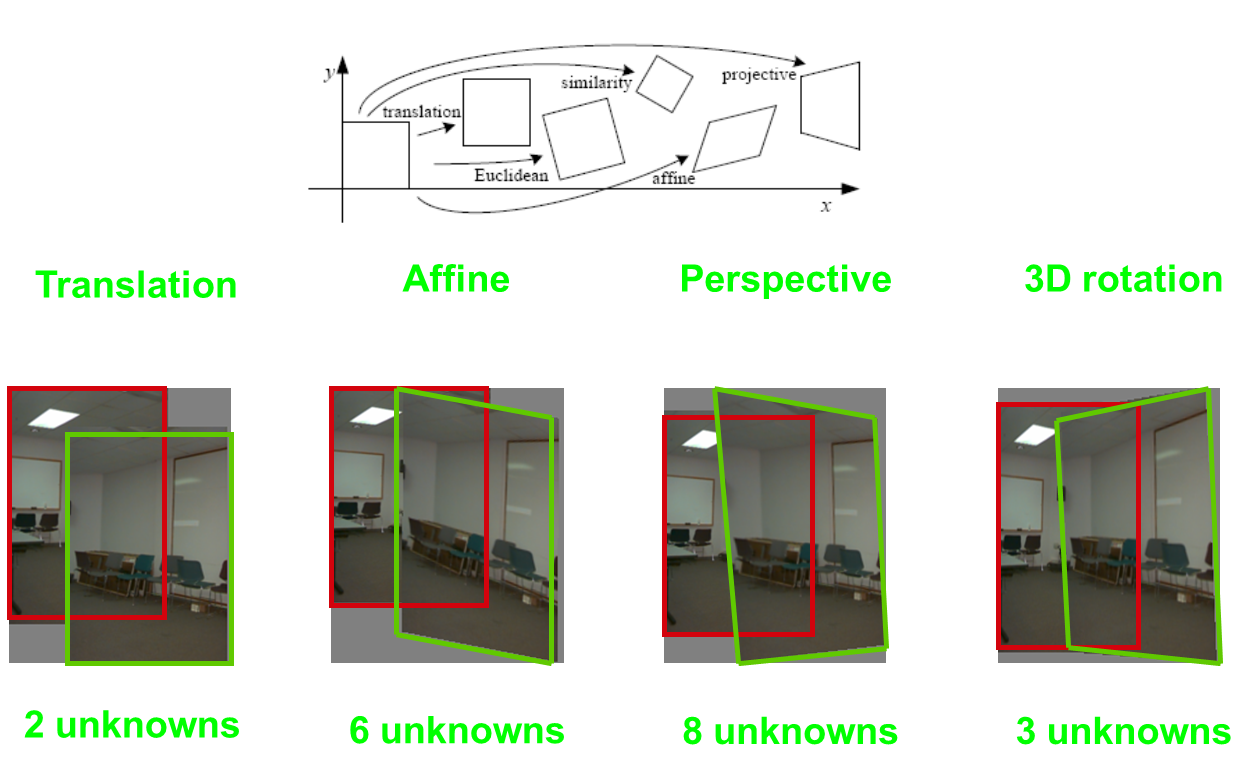 y
similarity
projective
translation
Euclidean
affine
x
Translation
Affine
Perspective
3D rotation
2 unknowns
6 unknowns
8 unknowns
3 unknowns